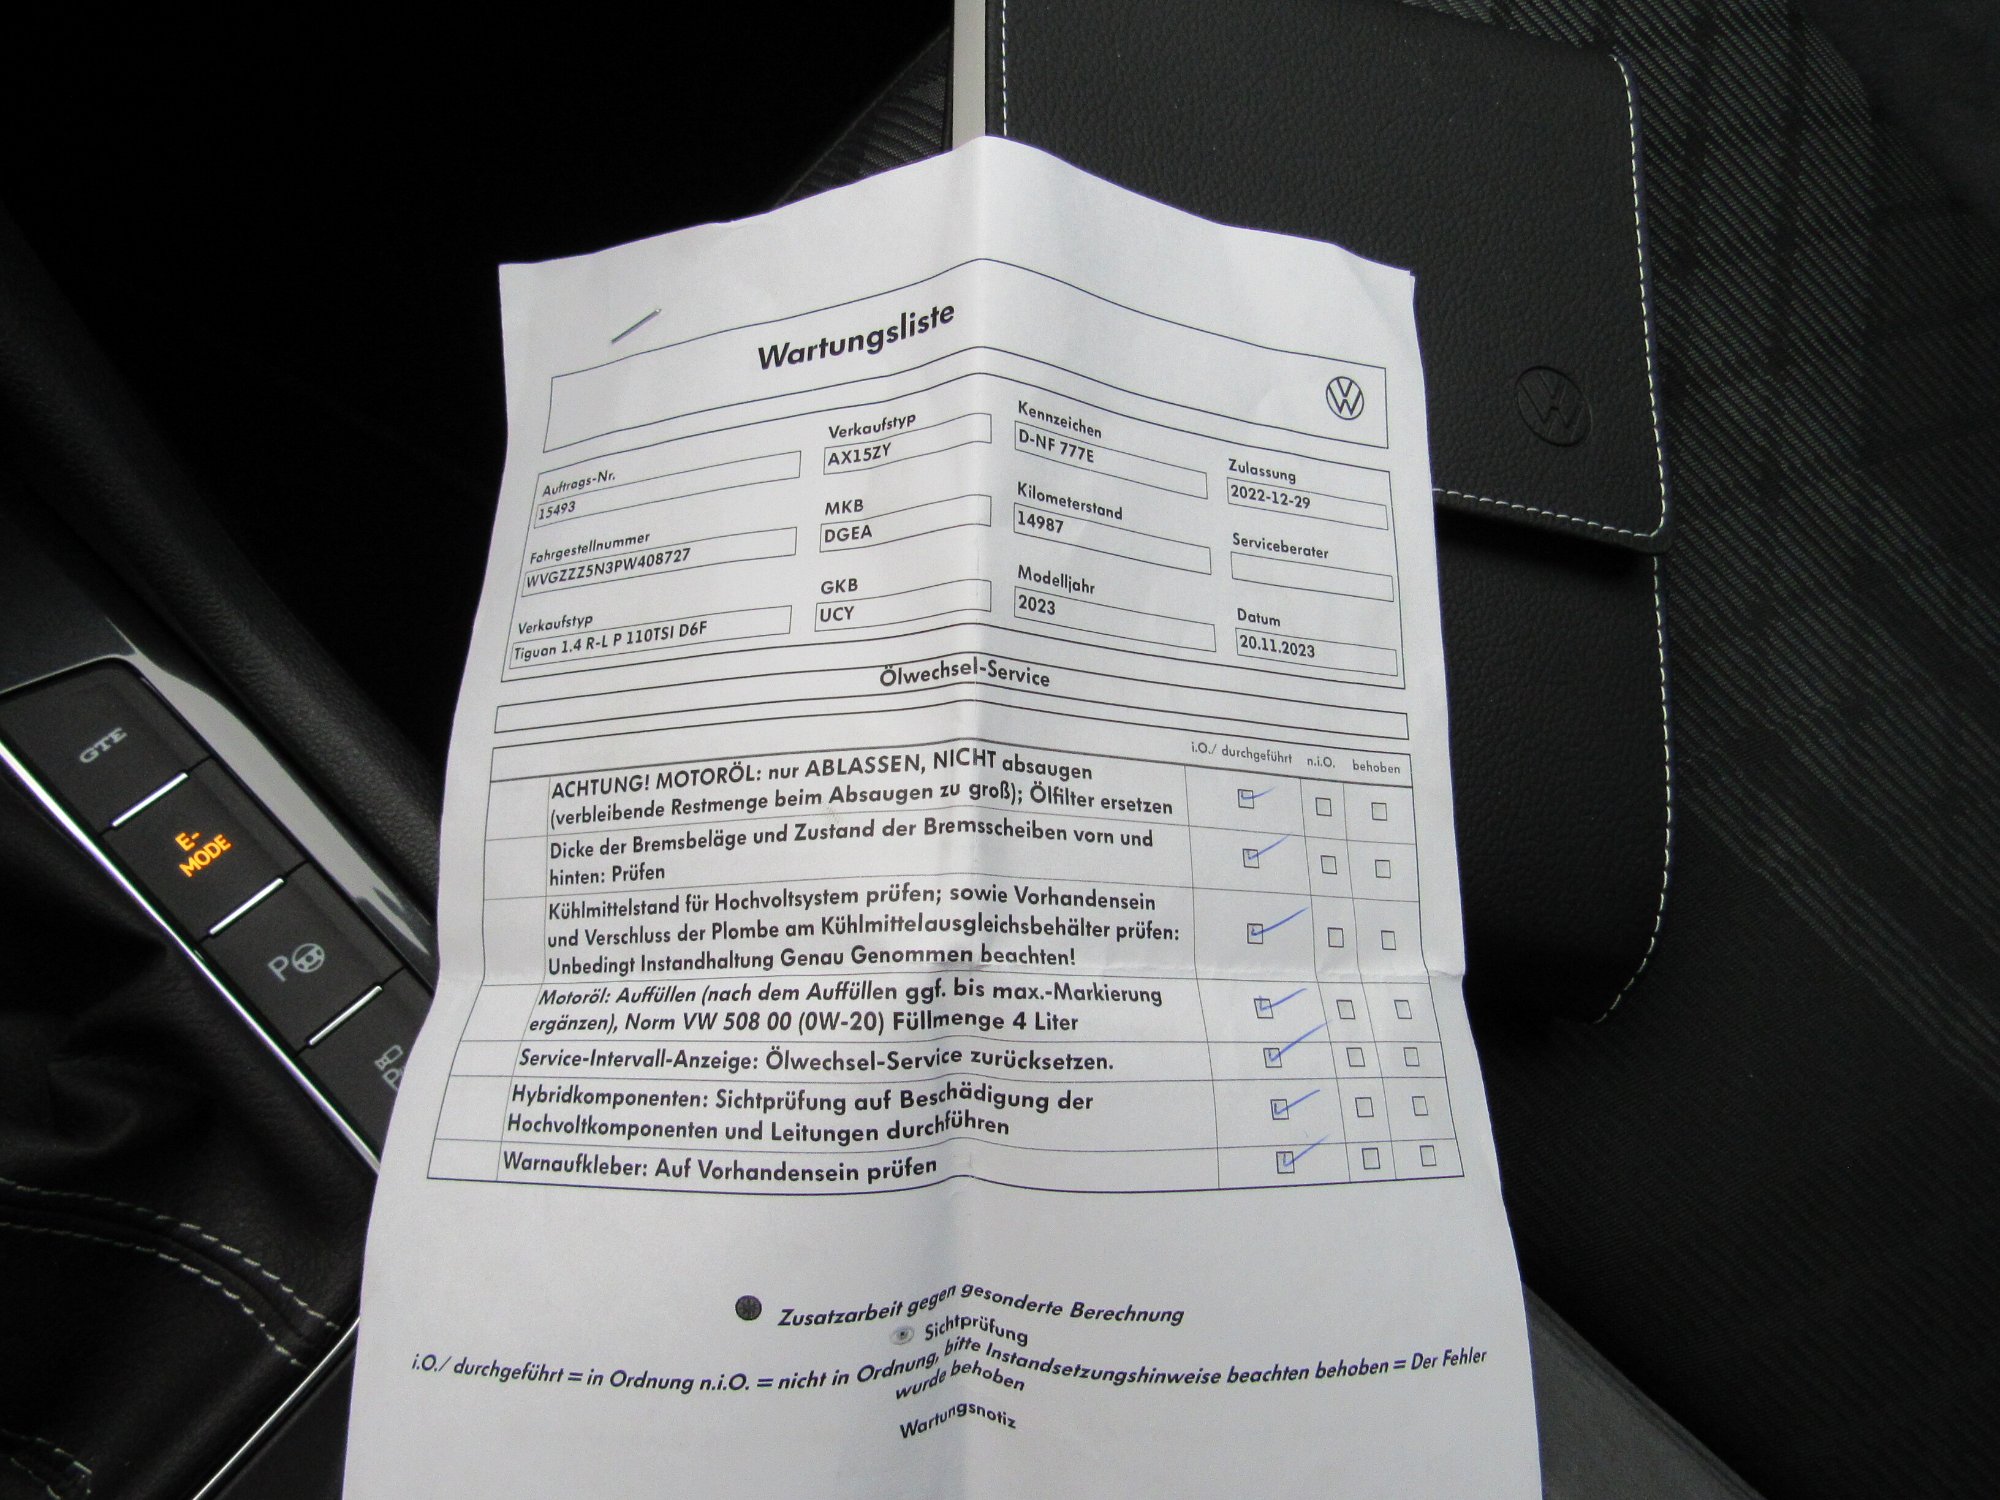 Wartungsliste
Auftrags-Nr.
15493
Verkaufstyp
AX15ZY
Kennzeichen
D-NF 777E
Zulassung
2022-12-29
Fahrgestellnummer
WVGZZZ5N3PW408727
MKB
DGEA
Kilometerstand
14987
Serviceberater
Verkaufstyp
Tiguan 1.4 R-L P 110TSI D6F
GKB
UCY
Modelljahr
2023
Datum
20.11.2023
Ölwechsel-Service
i.O./ durchgeführt n.i.O. behoben
ACHTUNG! MOTORÖL: nur ABLASSEN, NICHT absaugen
(verbleibende Restmenge beim Absaugen zu groß); Ölfilter ersetzen
Dicke der Bremsbeläge und Zustand der Bremsscheiben vorn und
hinten: Prüfen
Kühlmittelstand für Hochvoltsystem prüfen; sowie Vorhandensein
und Verschluss der Plombe am Kühlmittelausgleichsbehälter prüfen:
Unbedingt Instandhaltung Genau Genommen beachten!
Motoröl: Auffüllen (nach dem Auffüllen ggf. bis max.-Markierung
ergänzen), Norm VW 508 00 (0W-20) Füllmenge 4 Liter
Service-Intervall-Anzeige: Ölwechsel-Service zurücksetzen.
Hybridkomponenten: Sichtprüfung auf Beschädigung der
Hochvoltkomponenten und Leitungen durchführen
Warnaufkleber: Auf Vorhandensein prüfen
Zusatzarbeit gegen gesonderte Berechnung
Sichtprüfung
i.O./ durchgeführt = in Ordnung n.i.O. = nicht in Ordnung, bitte Instandsetzungshinweise beachten behoben = Der Fehler
wurde behoben
Wartungsnotiz
GTE
E-
MODE
P
P